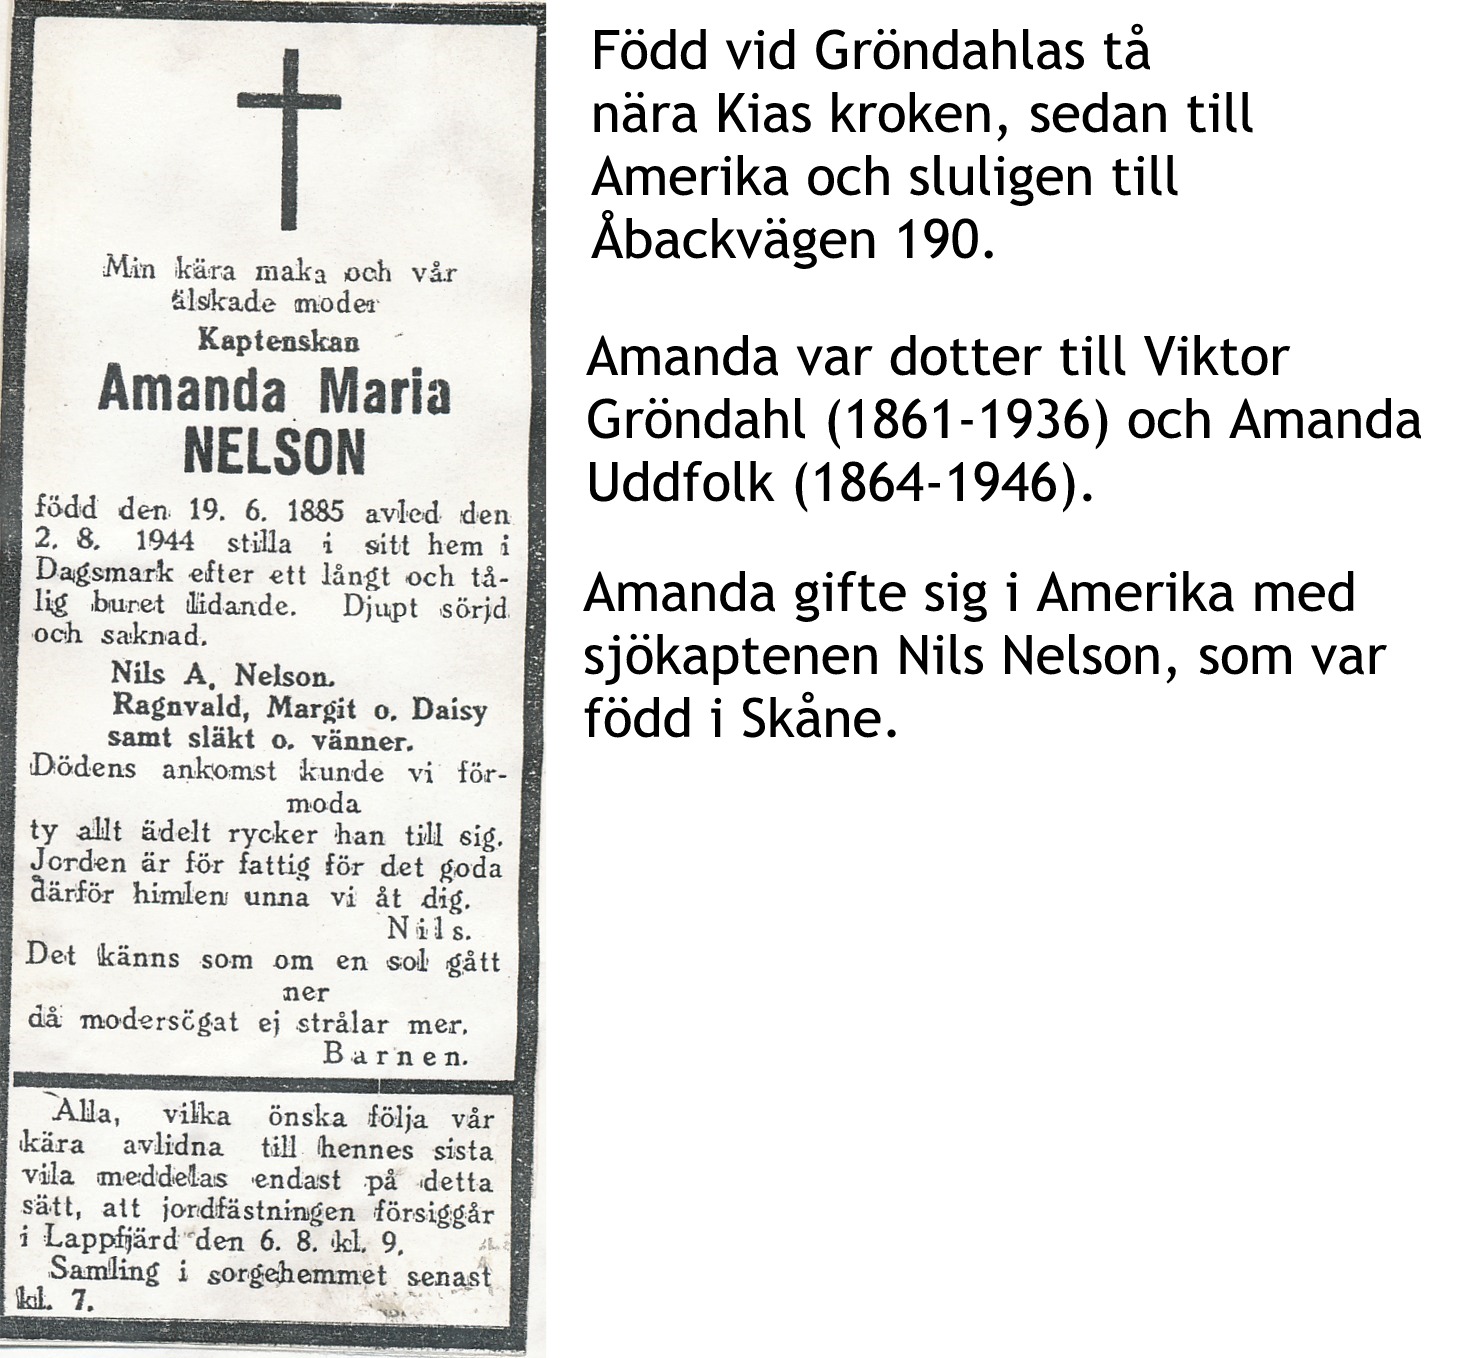 Min kära maka och vår
älskade moder
Kaptenskan
Amanda Maria
NELSON
född den 19. 6. 1885 avled den
2. 8. 1944 stilla i sitt hem i
Dagsmark efter ett långt och tå-
lig buret lidande. Djupt sörjd
och saknad.
Nils A. Nelson.
Ragnvald, Margit o. Daisy
samt släkt o. vänner.
Dödens ankomst kunde vi för-
moda
ty allt ädelt rycker han till sig.
Jorden är för fattig för det goda
därför himlen unna vi åt dig.
Nils.
Det känns som om en sol gått
ner
då modersögat ej strålar mer.
Barnen.
Alla, vilka önska följa vår
kära avlidna till hennes sista
vila meddelas endast på detta
sätt, att jordfästningen försiggår
i Lappfjärd den 6. 8. kl. 9.
Samling i sorgehemmet senast
kl. 7.
Född vid Gröndahlas tå
nära Kias kroken, sedan till
Amerika och sluligen till
Åbackvägen 190.
Amanda var dotter till Viktor
Gröndahl (1861-1936) och Amanda
Uddfolk (1864-1946).
Amanda gifte sig i Amerika med
sjökaptenen Nils Nelson, som var
född i Skåne.